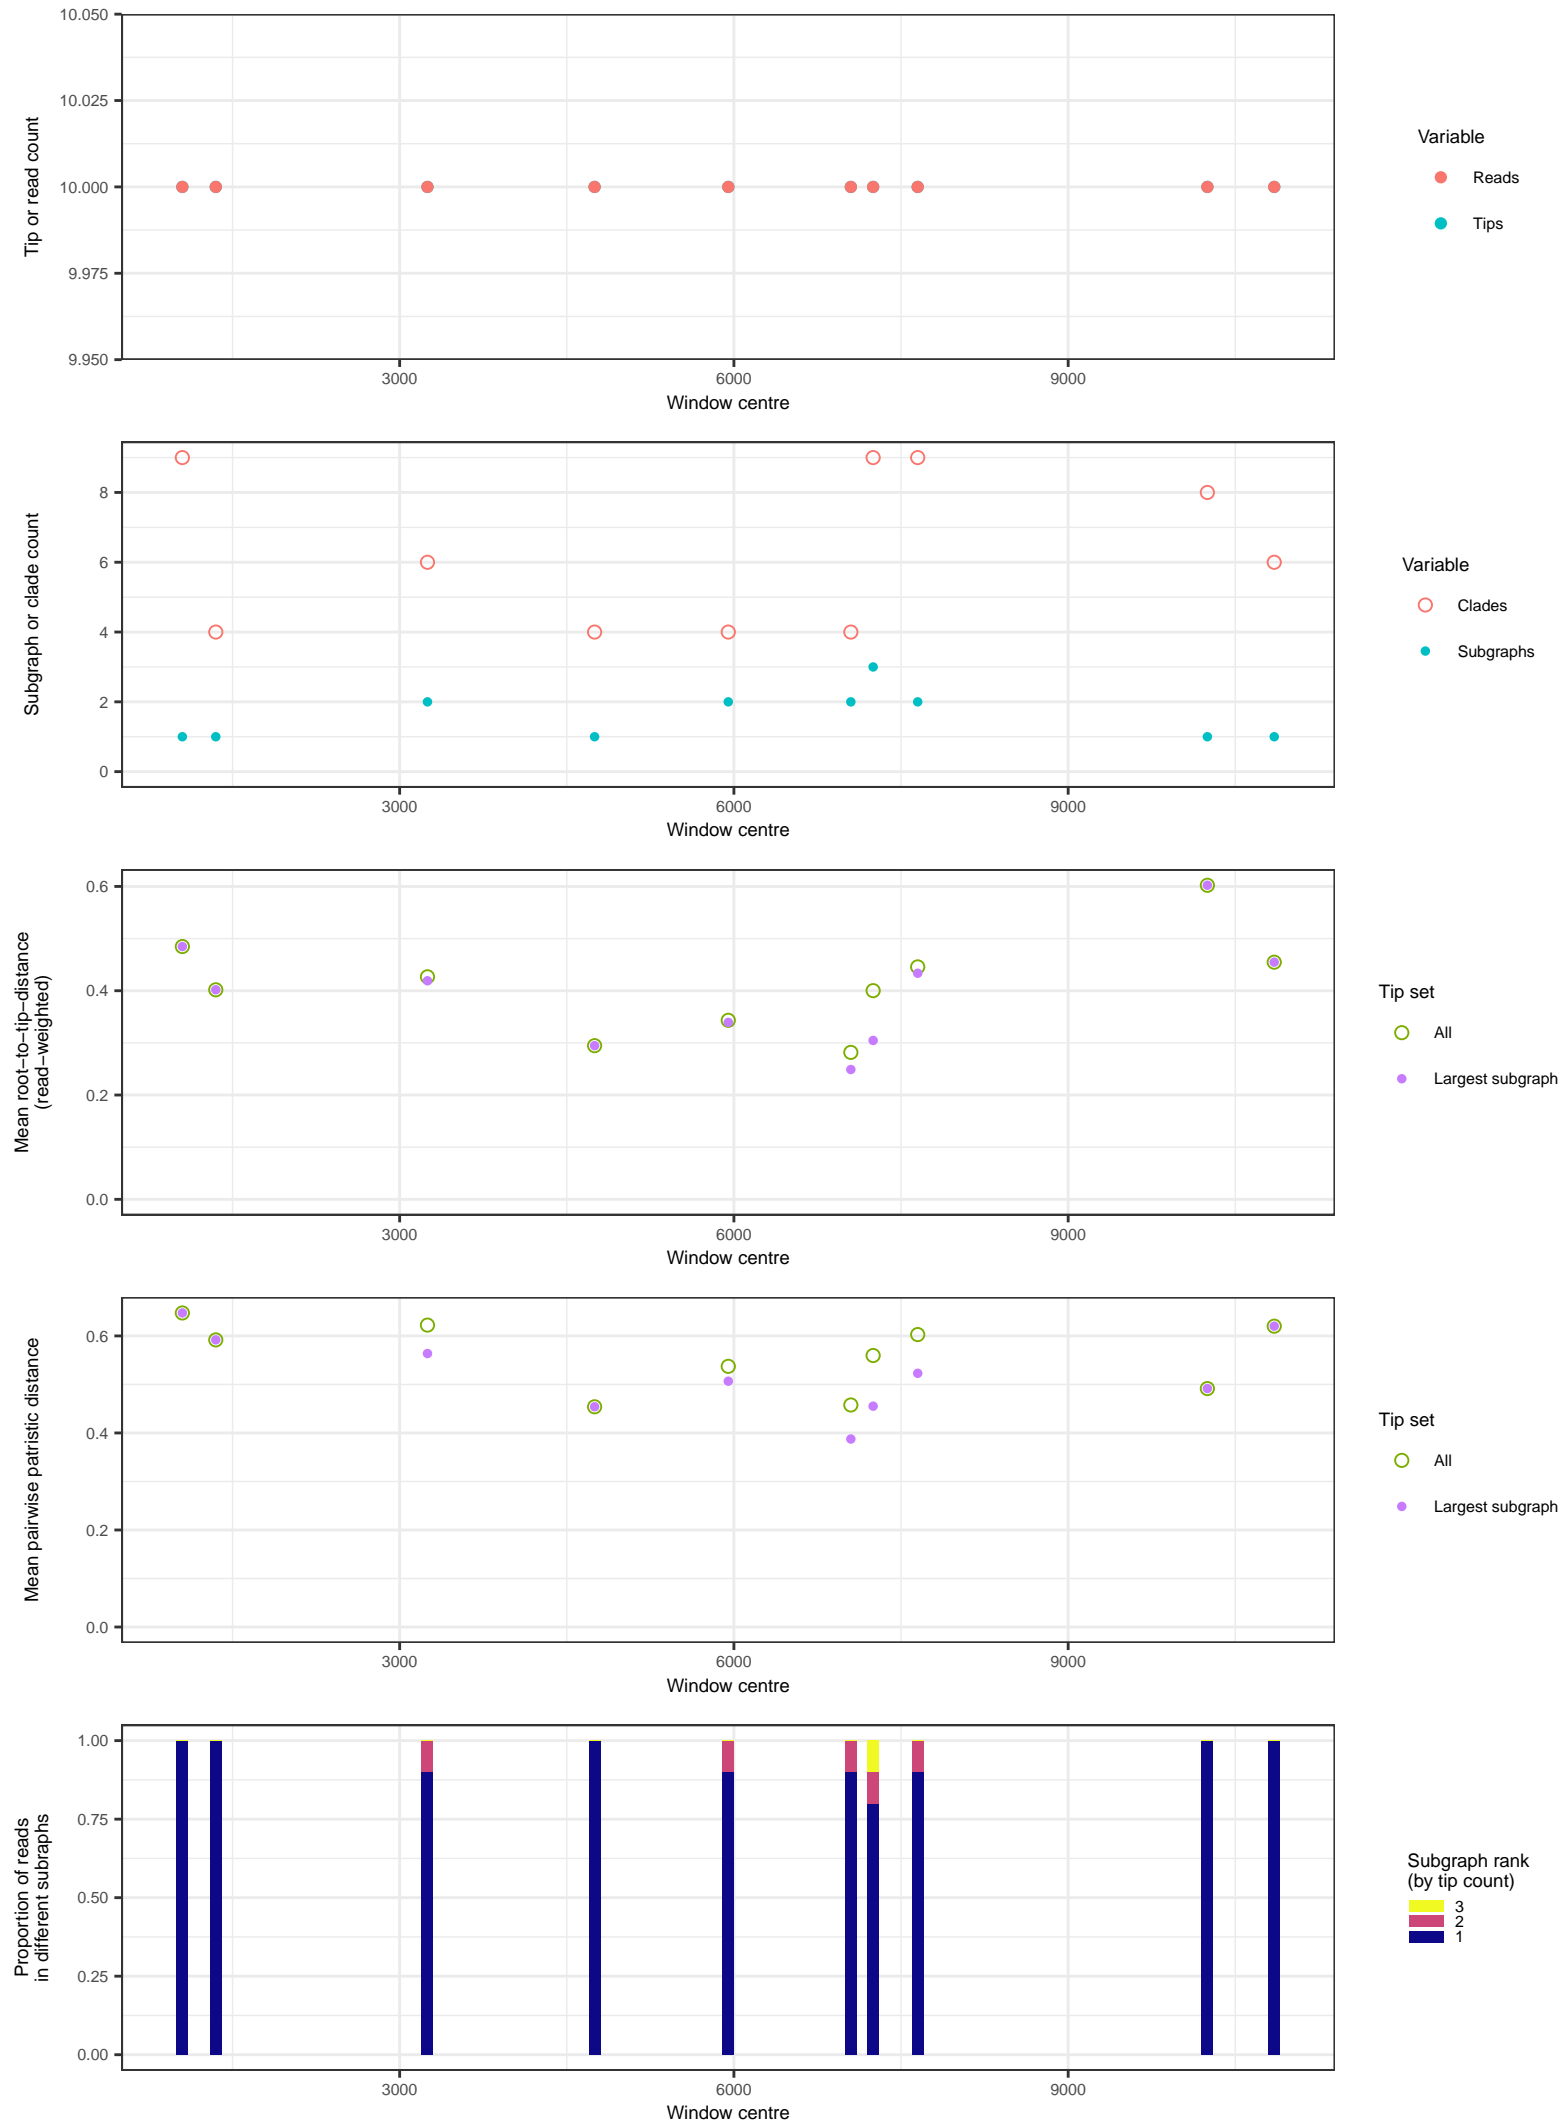 10.050
10.025
10.000
9.975
9.950
Tip or read count
3000
6000
9000
Window centre
Variable
Reads
Tips
8
6
4
2
0
Subgraph or clade count
3000
6000
9000
Window centre
Variable
Clades
Subgraphs
0.6
0.4
0.2
0.0
Mean root−to−tip−distance
(read−weighted)
3000
6000
9000
Window centre
Tip set
All
Largest subgraph
0.6
0.4
0.2
0.0
Mean pairwise patristic distance
3000
6000
9000
Window centre
Tip set
All
Largest subgraph
1.00
0.75
0.50
0.25
0.00
Proportion of reads
in different subraphs
3000
6000
9000
Window centre
Subgraph rank
(by tip count)
3
2
1